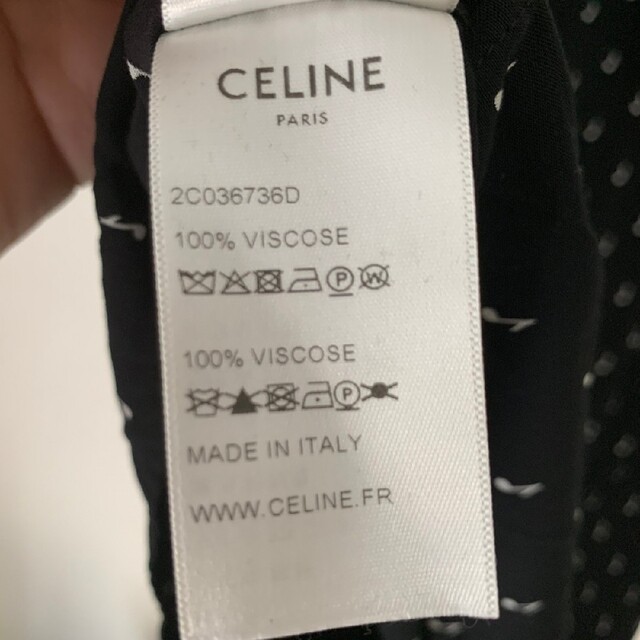 CELINE
PARIS
2C036736D
100% VISCOSE
P W
100% VISCOSE
P
MADE IN ITALY
WWW.CELINE.FR